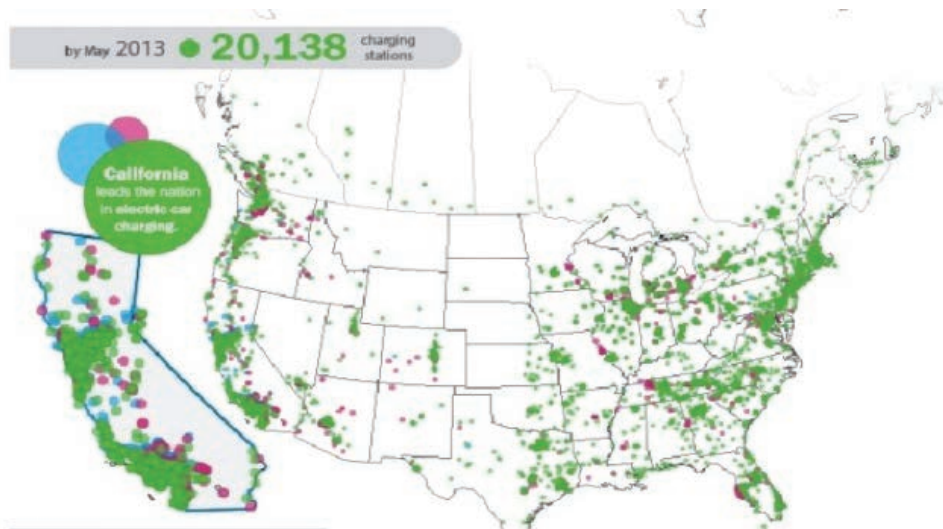 by May 2013 20,138 charging stations
California
leads the nation
in electric car
charging.